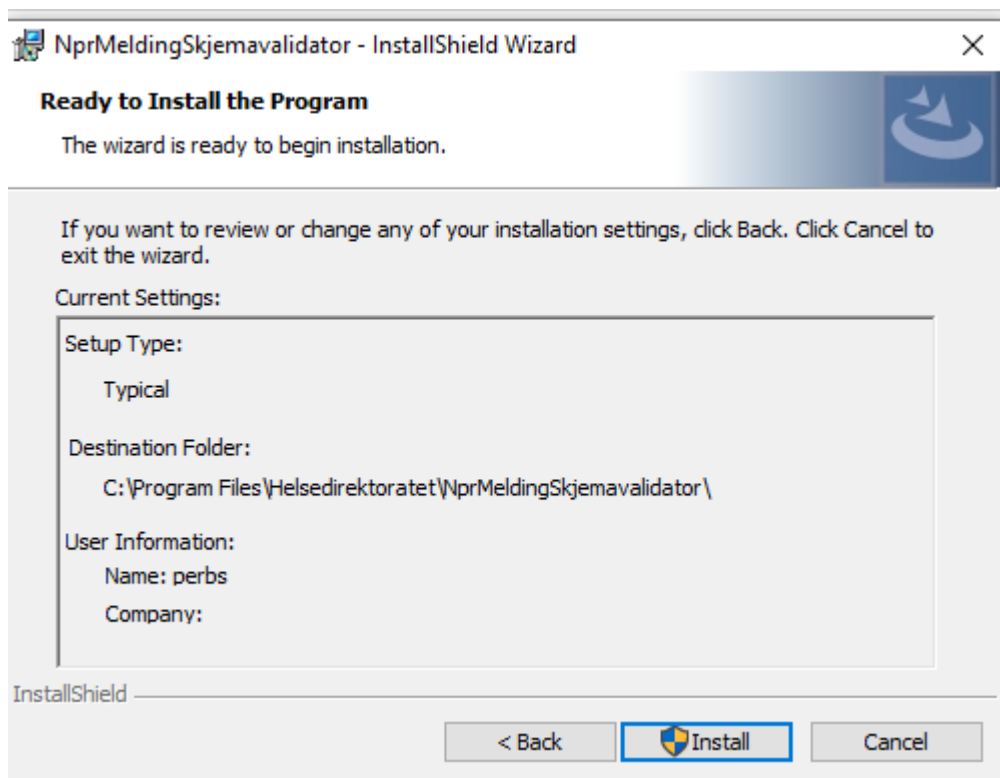 NprMeldingSkjemavalidator - InstallShield Wizard
Ready to Install the Program
The wizard is ready to begin installation.
If you want to review or change any of your installation settings, click Back. Click Cancel to
exit the wizard.
Current Settings:
Setup Type:
Typical
Destination Folder:
C:\Program Files\Helsedirektoratet\NprMeldingSkjemavalidator\
User Information:
Name: perbs
Company:
InstallShield
< Back
Install
Cancel